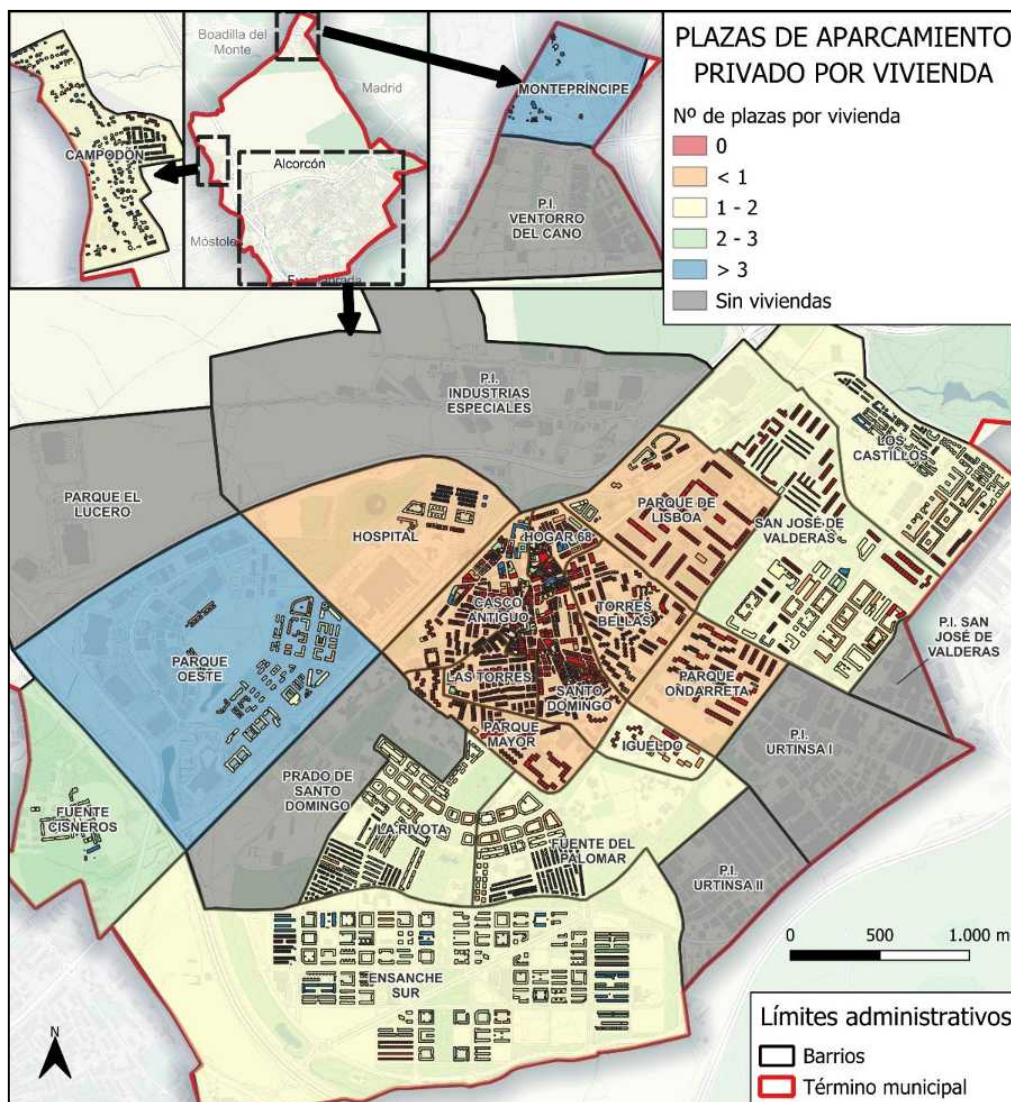 Boadilla del
Monte
Madrid
Alcorcón
Móstole
CAMPODÓN
MONTEPRÍNCIPE
P.I.
VENTORRO
DEL CANO
PLAZAS DE APARCAMIENTO
PRIVADO POR VIVIENDA
Nº de plazas por vivienda
0
< 1
1 - 2
2 - 3
> 3
Sin viviendas
P.I.
INDUSTRIAS
ESPECIALES
PARQUE EL
LUCERO
HOSPITAL
HOGAR 68
PARQUE DE
LISBOA
LOS
CASTILLOS
SAN JOSÉ DE
VALDERAS
CASCO
ANTIGUO
TORRES
BELLAS
P.I. SAN
JOSÉ DE
VALDERAS
PARQUE
OESTE
LAS TORRES
SANTO
DOMINGO
PARQUE
ONDARRETA
PARQUE
MAYOR
IGUELDO
P.I.
URTINSA I
PRADO DE
SANTO
DOMINGO
FUENTE
CISNEROS
LA RIVOTA
FUENTE DEL
PALOMAR
P.I.
URTINSA II
ENSANCHE
SUR
0 500 1.000 m
N
Límites administrativos
Barrios
Término municipal